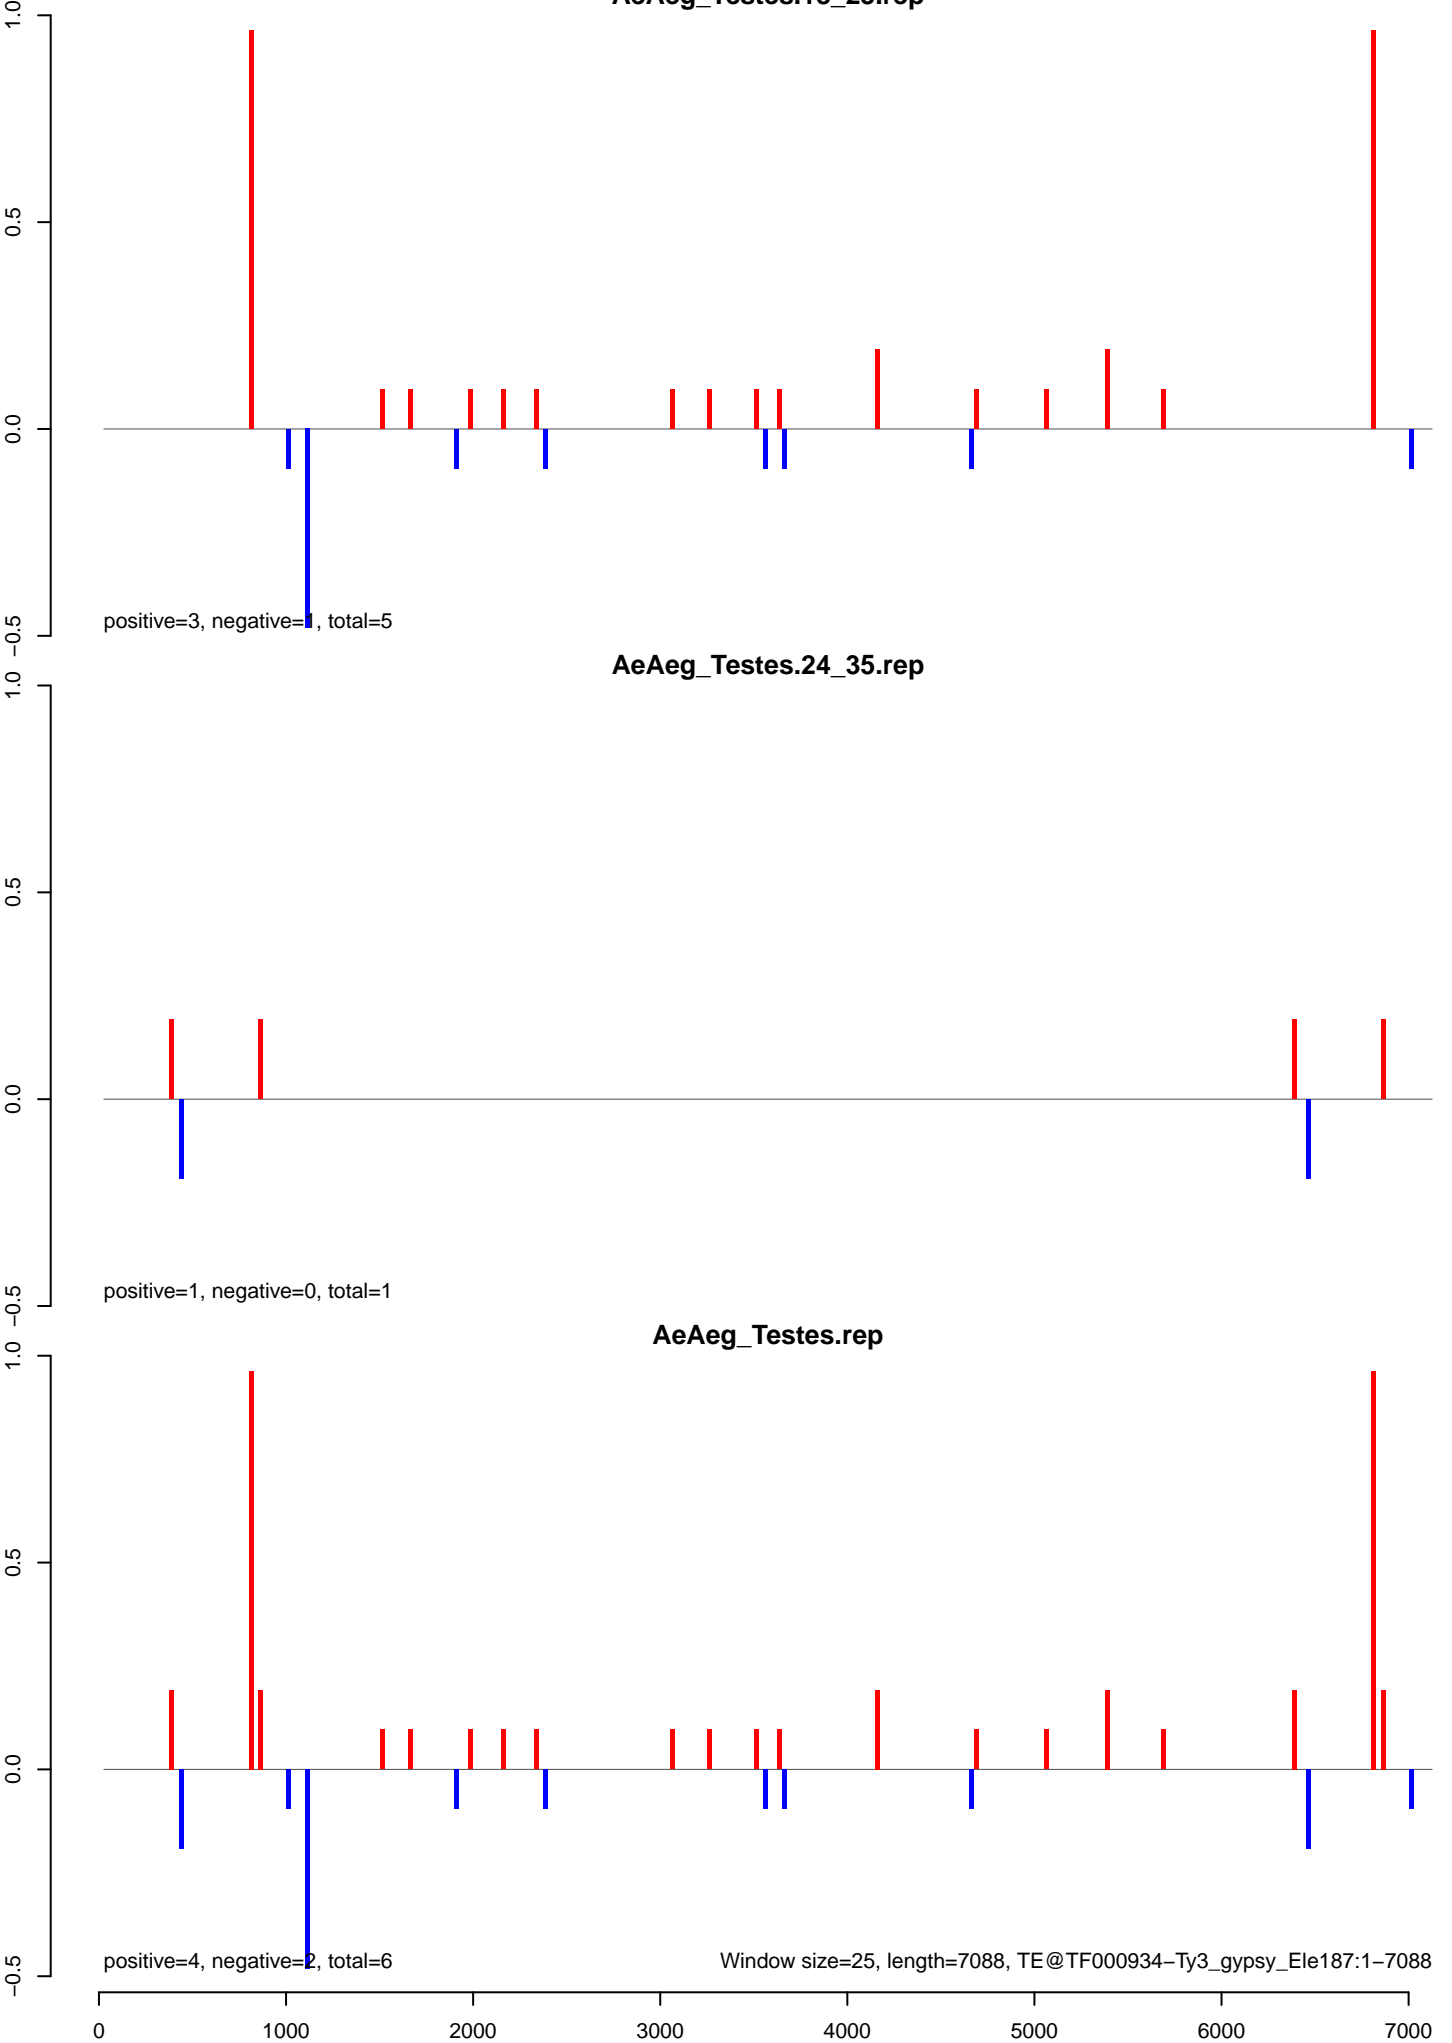 1.0
0.5
0.0
−0.5
positive=3, negative=1, total=5
AeAeg_Testes.24_35.rep
1.0
0.5
0.0
−0.5
positive=1, negative=0, total=1
AeAeg_Testes.rep
1.0
0.5
0.0
−0.5
positive=4, negative=2, total=6
Window size=25, length=7088, TE@TF000934−Ty3_gypsy_Ele187:1−7088
0 1000 2000 3000 4000 5000 6000 7000